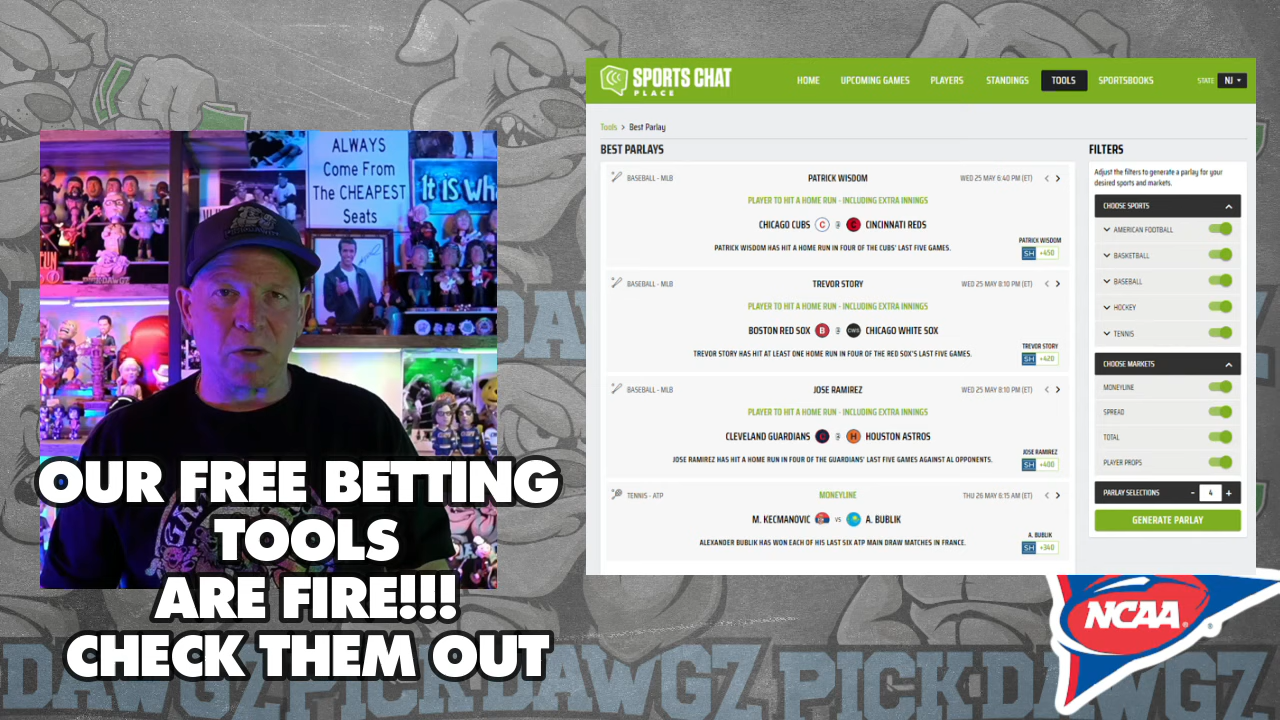 SPORTS CHAT
PLACE
HOME
UPCOMING GAMES
PLAYERS
STANDINGS
TOOLS
SPORTSBOOKS
STATE
NJ
Tools > Best Parlay
BEST PARLAYS
BASEBALL - MLB
PATRICK WISDOM
WED 25 MAY 6:40 PM (ET)
PLAYER TO HIT A HOME RUN - INCLUDING EXTRA INNINGS
CHICAGO CUBS C @ CINCINNATI REDS
PATRICK WISDOM HAS HIT A HOME RUN IN FOUR OF THE CUBS' LAST FIVE GAMES.
PATRICK WISDOM
SH +450
BASEBALL - MLB
TREVOR STORY
WED 25 MAY 8:10 PM (ET)
PLAYER TO HIT A HOME RUN - INCLUDING EXTRA INNINGS
BOSTON RED SOX B @ CWS CHICAGO WHITE SOX
TREVOR STORY HAS HIT AT LEAST ONE HOME RUN IN FOUR OF THE RED SOX'S LAST FIVE GAMES.
TREVOR STORY
SH +420
BASEBALL - MLB
JOSE RAMIREZ
WED 25 MAY 8:10 PM (ET)
PLAYER TO HIT A HOME RUN - INCLUDING EXTRA INNINGS
CLEVELAND GUARDIANS C @ H HOUSTON ASTROS
JOSE RAMIREZ HAS HIT A HOME RUN IN FOUR OF THE GUARDIANS' LAST FIVE GAMES AGAINST AL OPPONENTS.
JOSE RAMIREZ
SH +400
TENNIS - ATP
MONEYLINE
THU 26 MAY 6:15 AM (ET)
M. KECMANOVIC VS A. BUBLIK
ALEXANDER BUBLIK HAS WON EACH OF HIS LAST SIX ATP MAIN DRAW MATCHES IN FRANCE.
A. BUBLIK
SH +340
FILTERS
Adjust the filters to generate a parlay for your
desired sports and markets.
CHOOSE SPORTS
AMERICAN FOOTBALL
BASKETBALL
BASEBALL
HOCKEY
TENNIS
CHOOSE MARKETS
MONEYLINE
SPREAD
TOTAL
PLAYER PROPS
PARLAY SELECTIONS - 4 +
GENERATE PARLAY
ALWAYS
Come From
The CHEAPEST
Seats
It is wh
OUR FREE BETTING
TOOLS
ARE FIRE!!!
CHECK THEM OUT
NCAA
DAWGZ PICKDAWGZ PICKDAWGZ